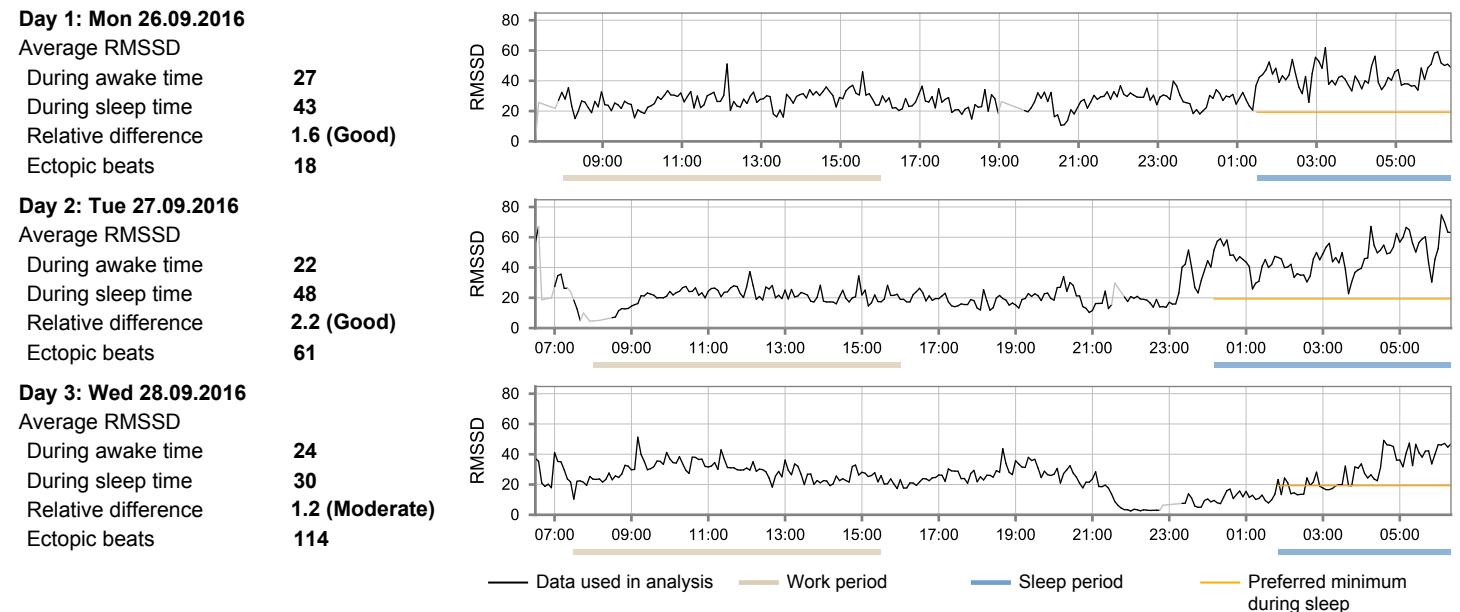 Day 1: Mon 26.09.2016
Average RMSSD
During awake time 27
During sleep time 43
Relative difference 1.6 (Good)
Ectopic beats 18
RMSSD
80
60
40
20
0
09:00 11:00 13:00 15:00 17:00 19:00 21:00 23:00 01:00 03:00 05:00
Day 2: Tue 27.09.2016
Average RMSSD
During awake time 22
During sleep time 48
Relative difference 2.2 (Good)
Ectopic beats 61
RMSSD
80
60
40
20
0
07:00 09:00 11:00 13:00 15:00 17:00 19:00 21:00 23:00 01:00 03:00 05:00
Day 3: Wed 28.09.2016
Average RMSSD
During awake time 24
During sleep time 30
Relative difference 1.2 (Moderate)
Ectopic beats 114
RMSSD
80
60
40
20
0
07:00 09:00 11:00 13:00 15:00 17:00 19:00 21:00 23:00 01:00 03:00 05:00
Data used in analysis Work period Sleep period Preferred minimum
during sleep